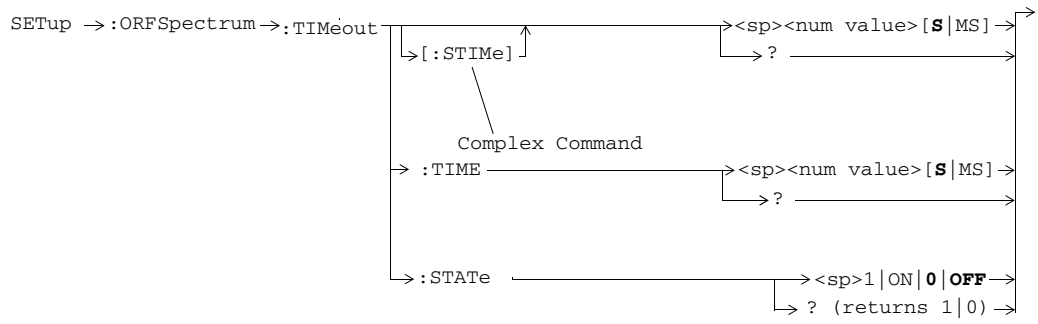 SETup :ORFSpectrum :TIMeout <sp><num value>[S|MS]
[:STIMe] ?
Complex Command
:TIME <sp><num value>[S|MS]
?
:STATe <sp>1|ON|0|OFF
? (returns 1|0)